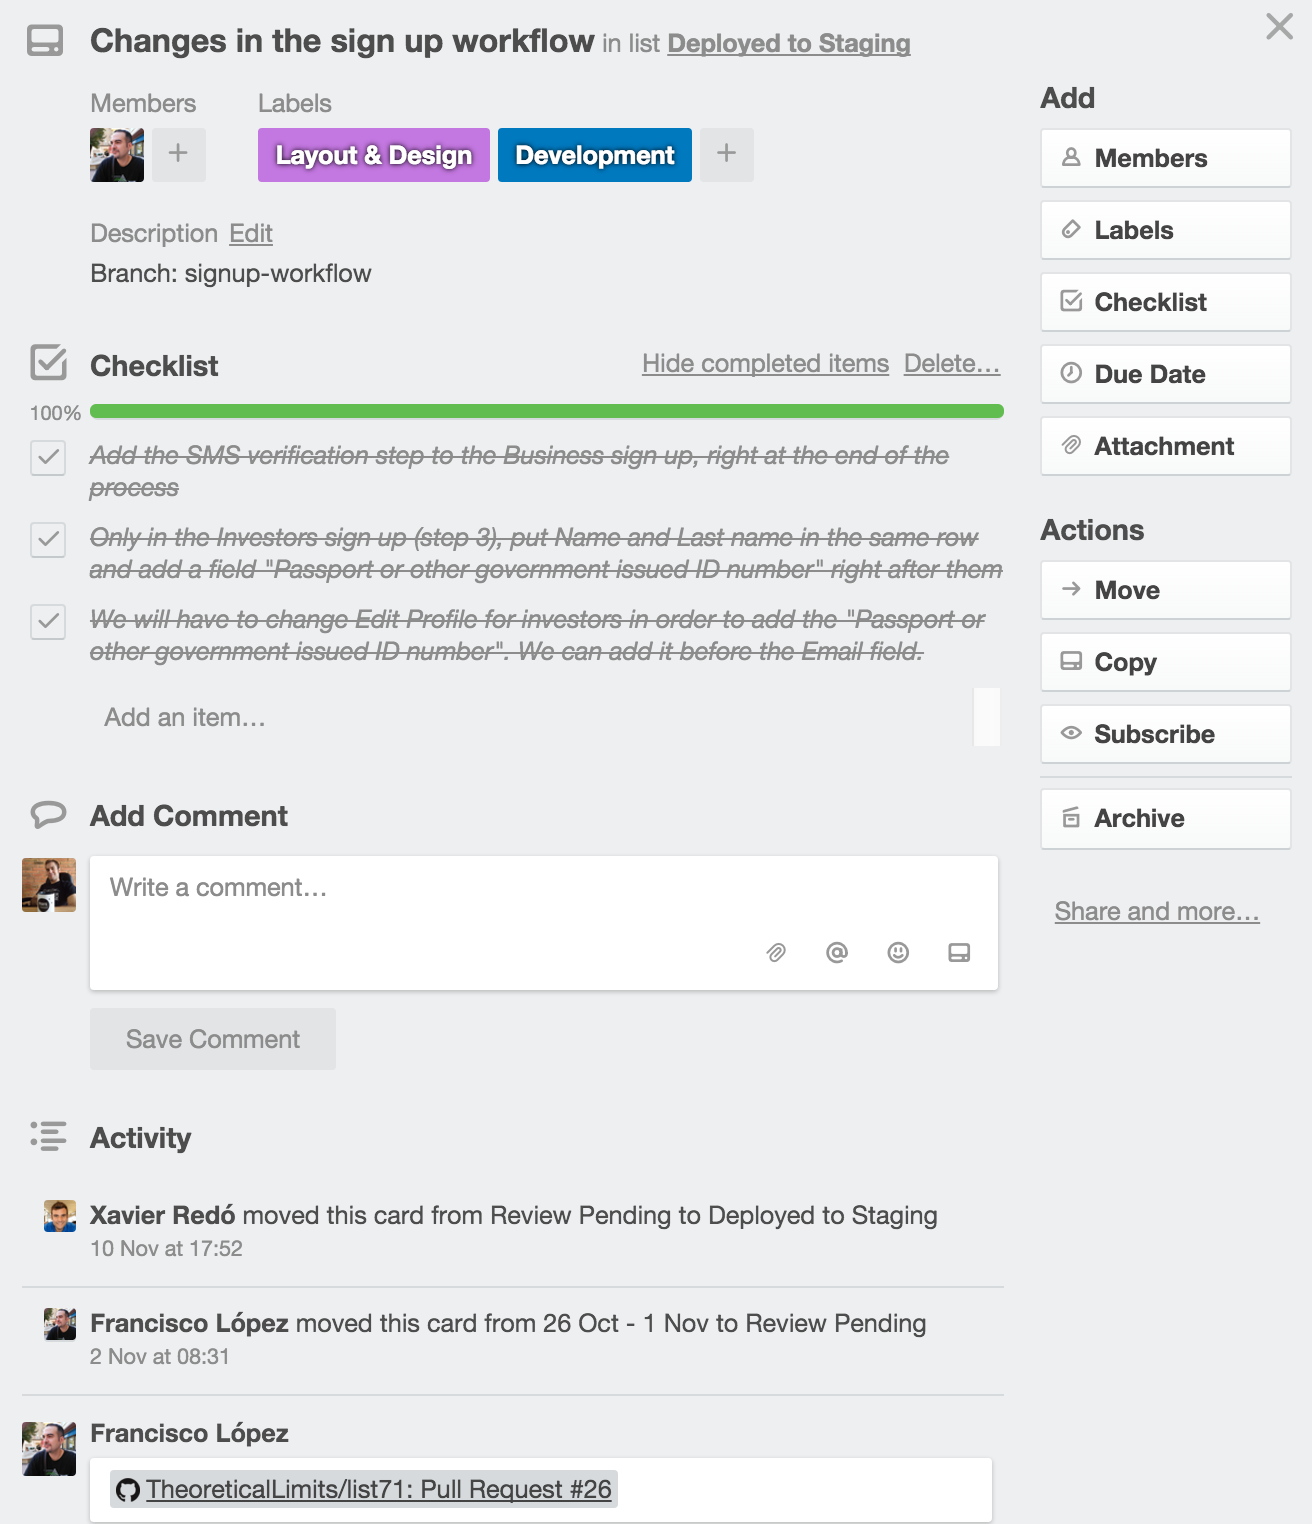 Changes in the sign up workflow in list Deployed to Staging
Members
Labels
+
Layout & Design
Development
+
Description Edit
Branch: signup-workflow
Checklist
Hide completed items Delete…
100%
Add the SMS verification step to the Business sign up, right at the end of the
process
Only in the Investors sign up (step 3), put Name and Last name in the same row
and add a field "Passport or other government issued ID number" right after them
We will have to change Edit Profile for investors in order to add the "Passport or
other government issued ID number". We can add it before the Email field.
Add an item…
Add Comment
Write a comment…
@
Save Comment
Activity
Xavier Redó moved this card from Review Pending to Deployed to Staging
10 Nov at 17:52
Francisco López moved this card from 26 Oct - 1 Nov to Review Pending
2 Nov at 08:31
Francisco López
TheoreticalLimits/list71: Pull Request #26
Add
Members
Labels
Checklist
Due Date
Attachment
Actions
Move
Copy
Subscribe
Archive
Share and more…